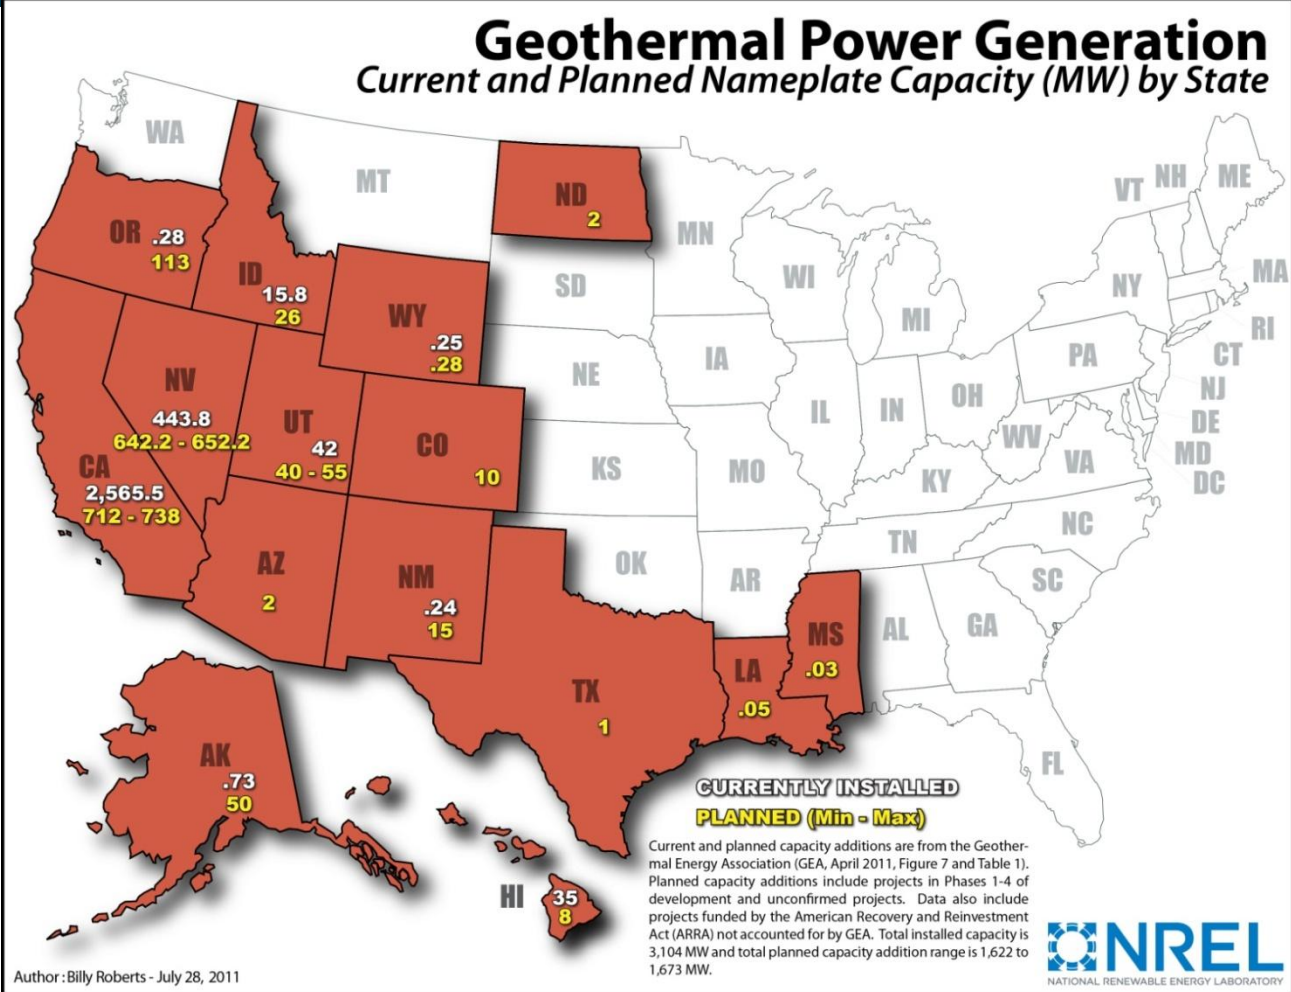 Geothermal Power Generation
Current and Planned Nameplate Capacity (MW) by State
WA
MT
ND
2
MN
VT
NH
ME
OR .28
113
ID
15.8
26
WY
.25
.28
SD
WI
MI
NY
MA
RI
CT
NJ
DE
MD
DC
NV
443.8
642.2 - 652.2
UT
42
40 - 55
CO
10
NE
IA
IL
IN
OH
PA
WV
VA
CA
2,565.5
712 - 738
KS
MO
KY
NC
AZ
2
NM
.24
15
OK
AR
TN
SC
TX
1
LA
.05
MS
.03
AL
GA
FL
AK
.73
50
HI
35
8
CURRENTLY INSTALLED
PLANNED (Min - Max)
Current and planned capacity additions are from the Geother-
mal Energy Association (GEA, April 2011, Figure 7 and Table 1).
Planned capacity additions include projects in Phases 1-4 of
development and unconfirmed projects. Data also include
projects funded by the American Recovery and Reinvestment
Act (ARRA) not accounted for by GEA. Total installed capacity is
3,104 MW and total planned capacity addition range is 1,622 to
1,673 MW.
Author : Billy Roberts - July 28, 2011
NREL
NATIONAL RENEWABLE ENERGY LABORATORY